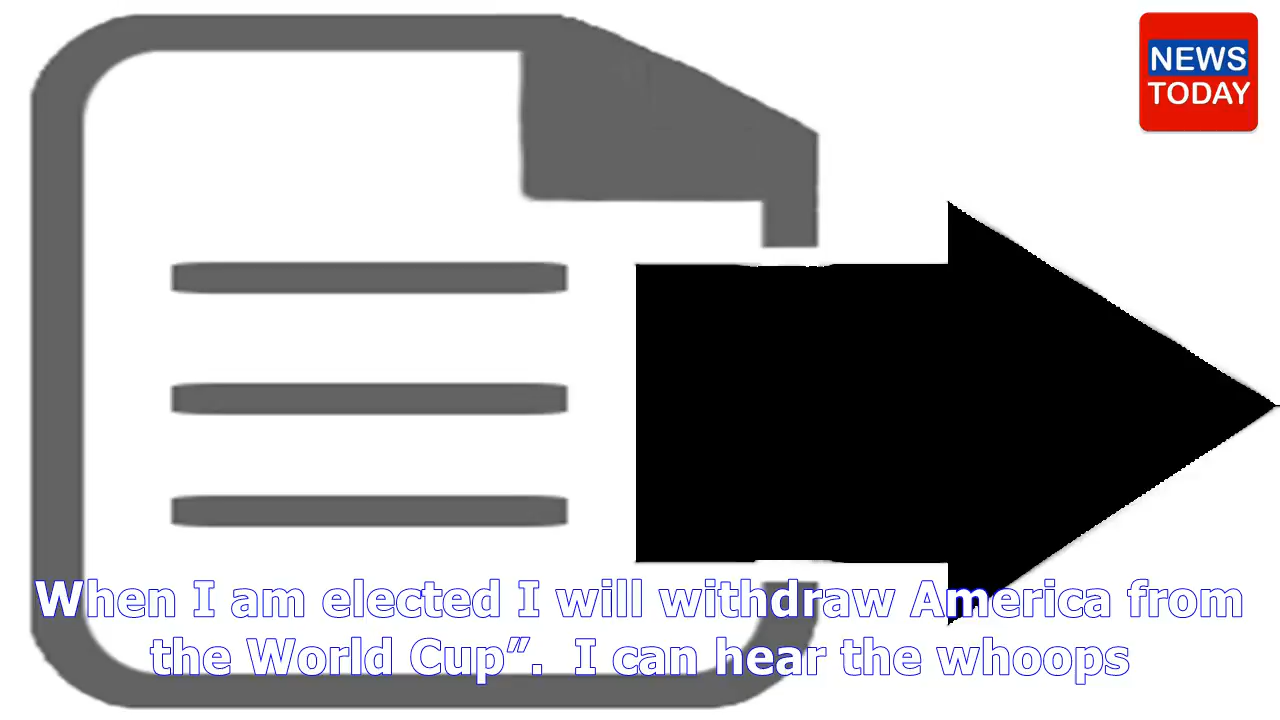 NEWS
TODAY
When I am elected I will withdraw America from
the World Cup”.  I can hear the whoops